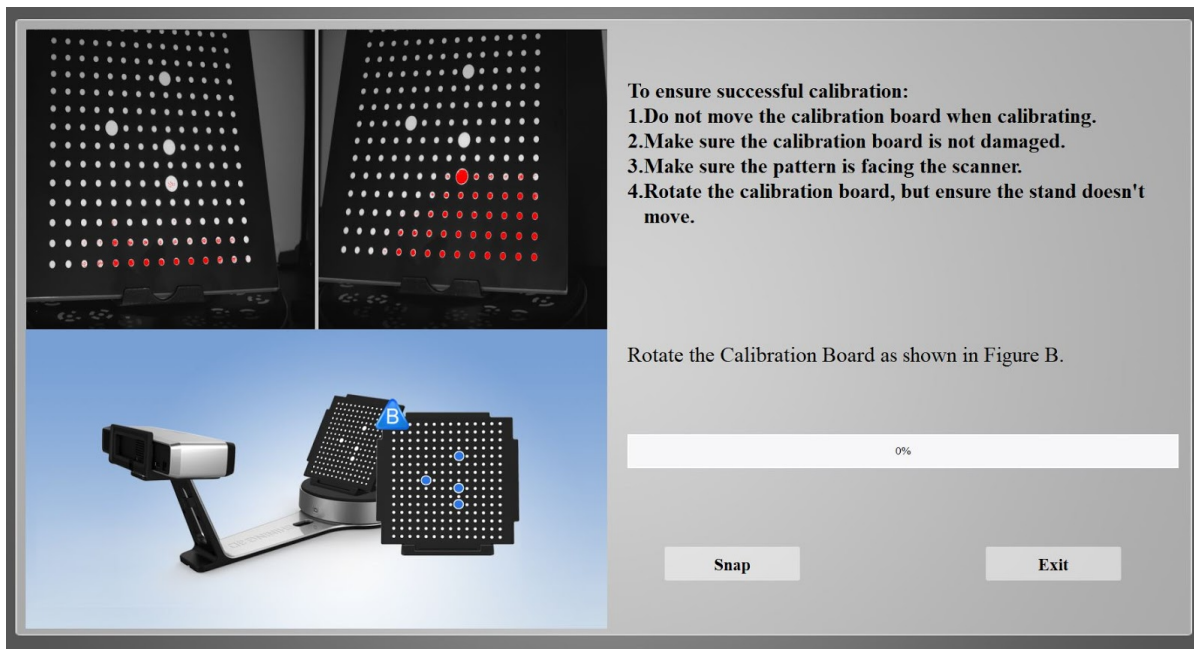 To ensure successful calibration:
1.Do not move the calibration board when calibrating.
2.Make sure the calibration board is not damaged.
3.Make sure the pattern is facing the scanner.
4.Rotate the calibration board, but ensure the stand doesn't
move.
Rotate the Calibration Board as shown in Figure B.
B
0%
Snap
Exit